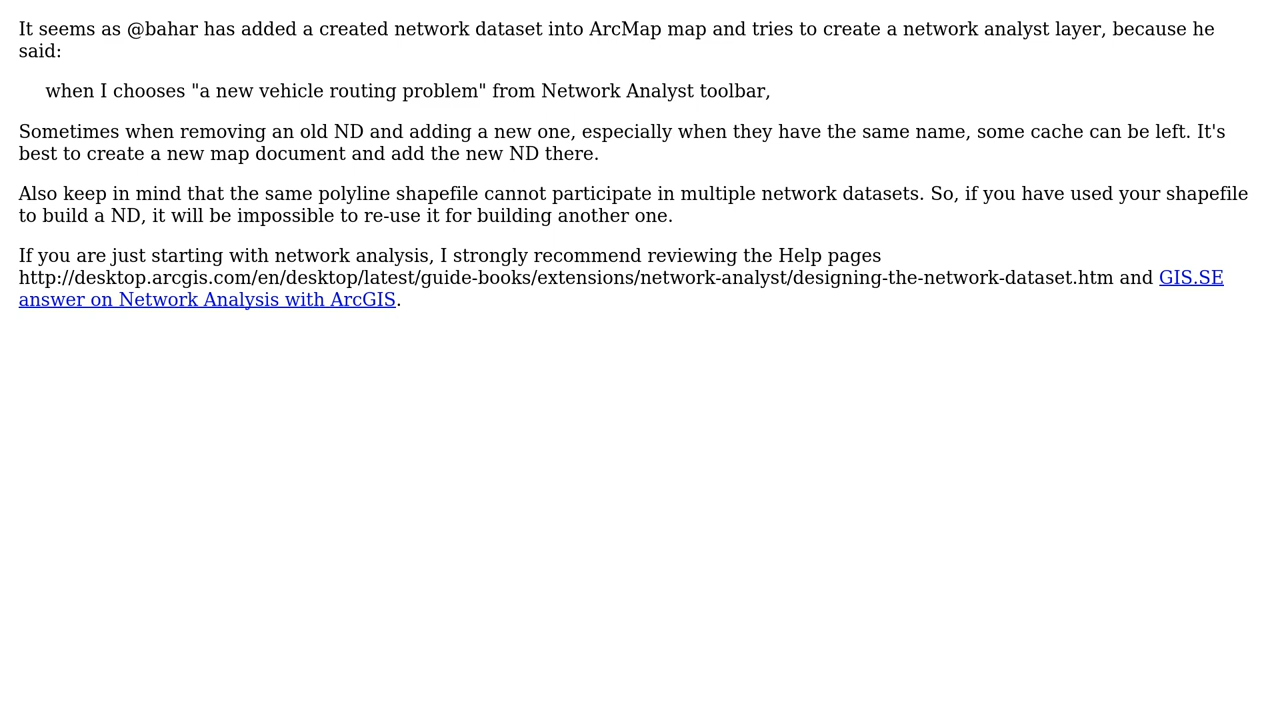 It seems as @bahar has added a created network dataset into ArcMap map and tries to create a network analyst layer, because he
said:
when I chooses "a new vehicle routing problem" from Network Analyst toolbar,
Sometimes when removing an old ND and adding a new one, especially when they have the same name, some cache can be left. It's
best to create a new map document and add the new ND there.
Also keep in mind that the same polyline shapefile cannot participate in multiple network datasets. So, if you have used your shapefile
to build a ND, it will be impossible to re-use it for building another one.
If you are just starting with network analysis, I strongly recommend reviewing the Help pages
http://desktop.arcgis.com/en/desktop/latest/guide-books/extensions/network-analyst/designing-the-network-dataset.htm and GIS.SE
answer on Network Analysis with ArcGIS.